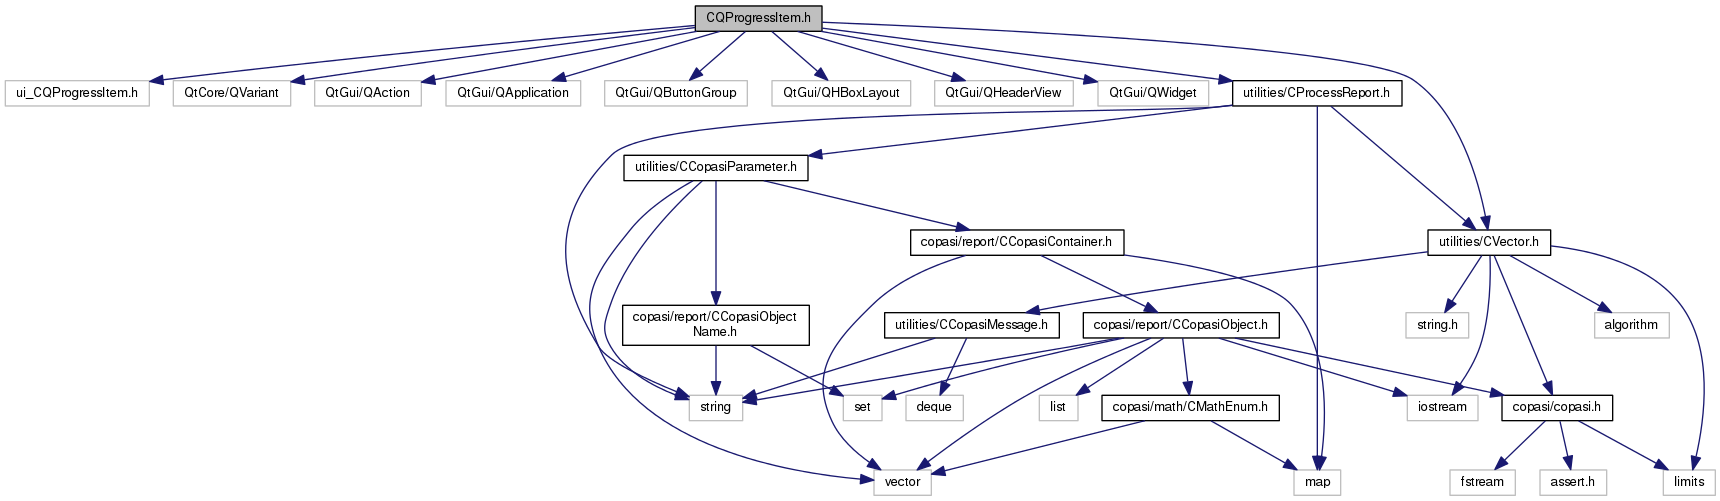 CQProgressItem.h
ui_CQProgressItem.h
QtCore/QVariant
QtGui/QAction
QtGui/QApplication
QtGui/QButtonGroup
QtGui/QHBoxLayout
QtGui/QHeaderView
QtGui/QWidget
utilities/CProcessReport.h
utilities/CCopasiParameter.h
copasi/report/CCopasiContainer.h
utilities/CVector.h
copasi/report/CCopasiObject
Name.h
utilities/CCopasiMessage.h
copasi/report/CCopasiObject.h
string.h
algorithm
string
set
deque
list
copasi/math/CMathEnum.h
iostream
copasi/copasi.h
vector
map
fstream
assert.h
limits